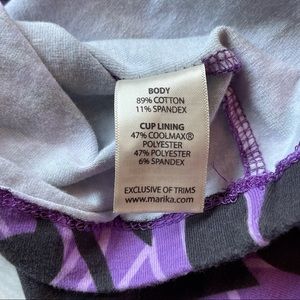 BODY
89% COTTON
11% SPANDEX
CUP LINING
47% COOLMAX®
POLYESTER
47% POLYESTER
6% SPANDEX
EXCLUSIVE OF TRIMS
www.marika.com